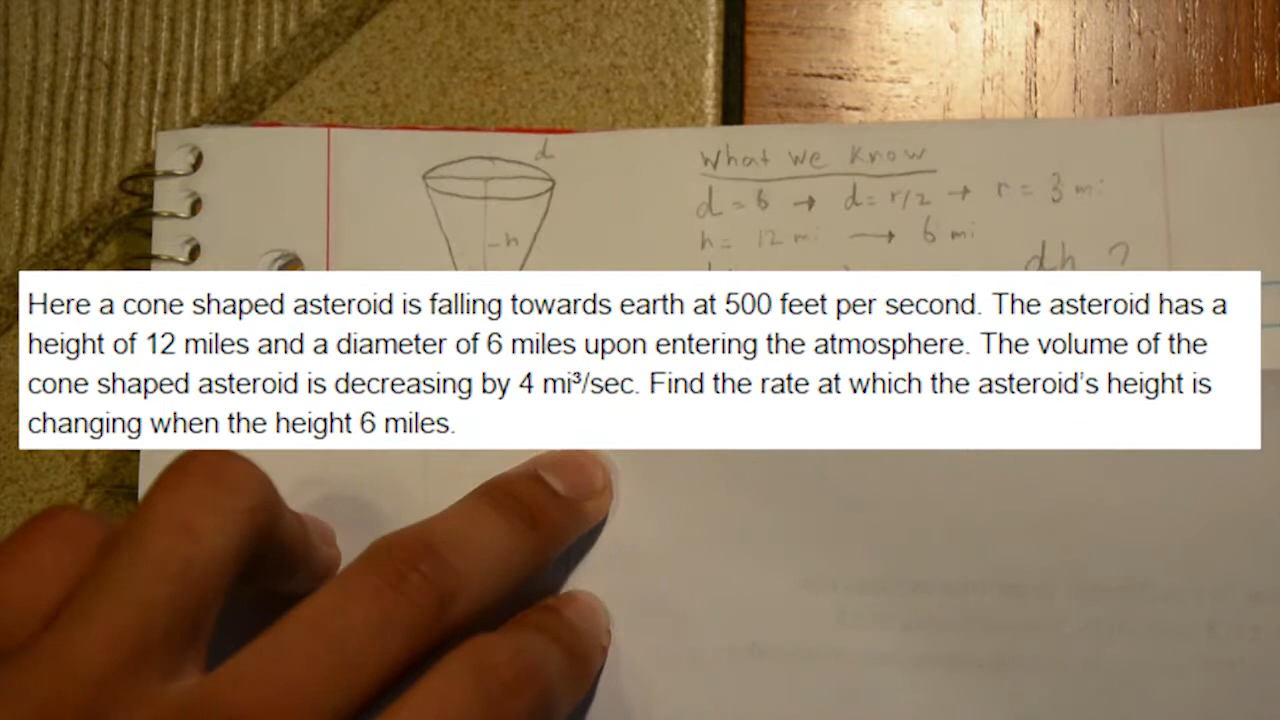 d
What we know
d = 6 → d = r/2 → r = 3 mi
h = 12 mi → 6 mi
h
dh ?
Here a cone shaped asteroid is falling towards earth at 500 feet per second. The asteroid has a
height of 12 miles and a diameter of 6 miles upon entering the atmosphere. The volume of the
cone shaped asteroid is decreasing by 4 mi³/sec. Find the rate at which the asteroid's height is
changing when the height 6 miles.